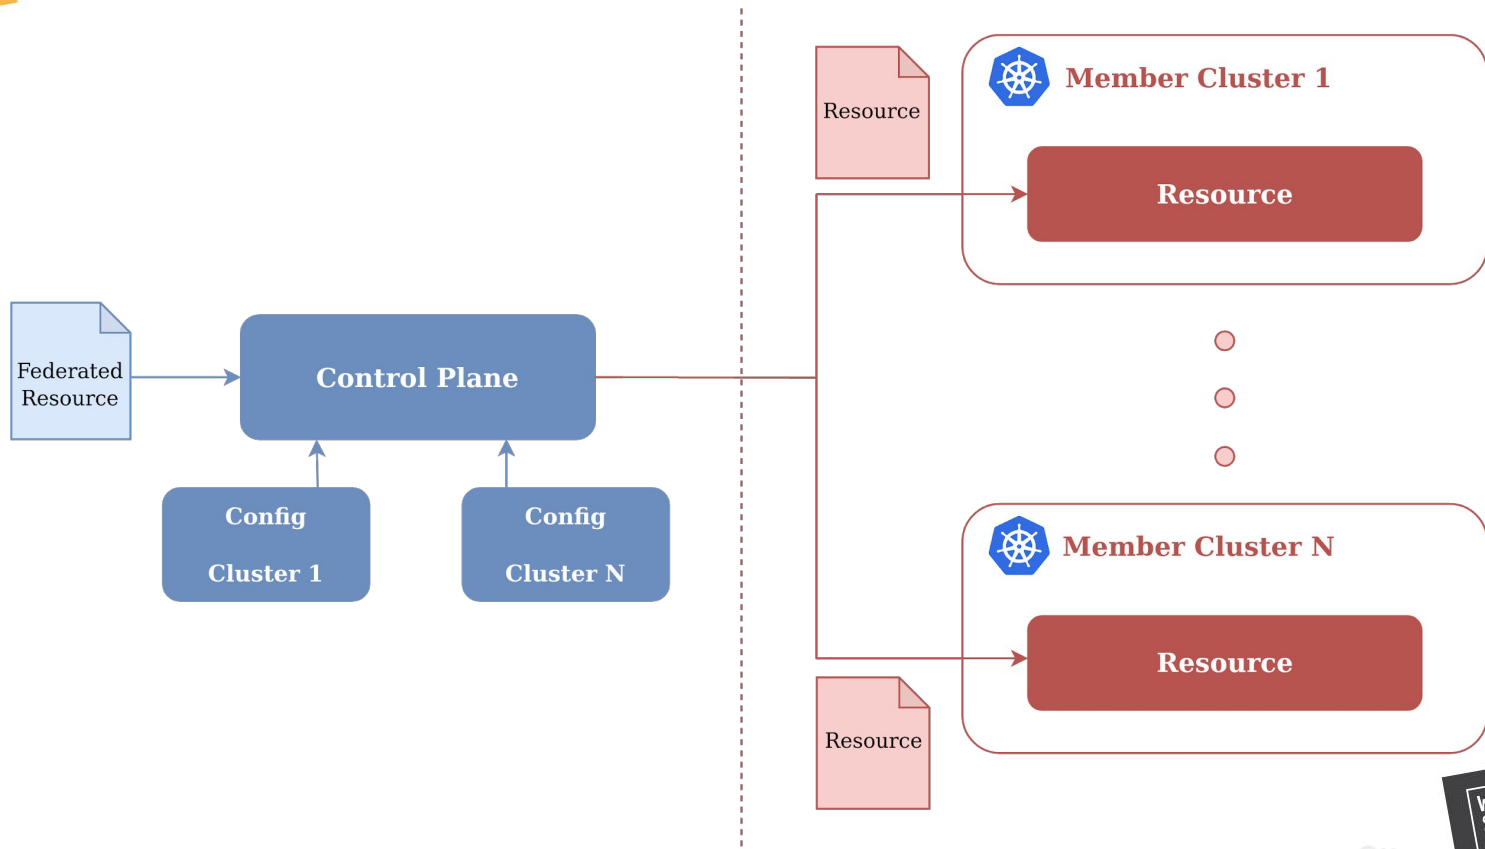 Resource
Member Cluster 1
Resource
Federated
Resource
Control Plane
Config
Cluster 1
Config
Cluster N
Member Cluster N
Resource
Resource